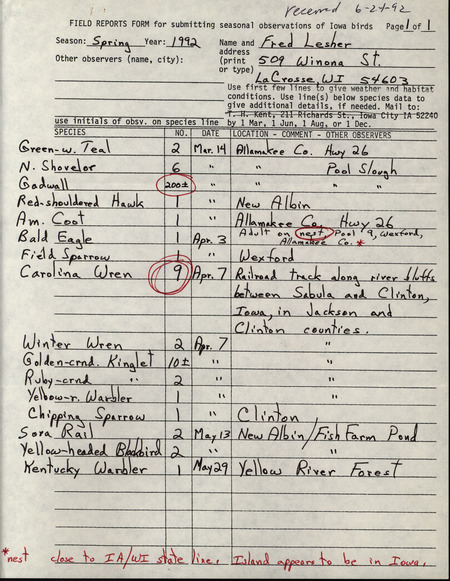 received 6-24-92
FIELD REPORTS FORM for submitting seasonal observations of Iowa birds Page 1 of 1
Season: Spring Year: 1992 Name and Fred Lesher
address
Other observers (name, city): (print 509 Winona St.
or type) LaCrosse, WI 54603
Use first few lines to give weather and habitat
conditions. Use line(s) below species data to
give additional details, if needed. Mail to:
T. H. Kent, 211 Richards St., Iowa City IA 52240
use initials of obsv. on species line by 1 Mar, 1 Jun, 1 Aug, or 1 Dec.
SPECIES NO. DATE LOCATION - COMMENT - OTHER OBSERVERS
Green-w. Teal 2 Mar. 14 Allamakee Co. Hwy 26
N. Shovelor 6 " " Pool Slough
Gadwall 200± " " "
Red-shouldered Hawk 1 " New Albin
Am. Coot 1 " Allamakee Co. Hwy 26
Bald Eagle 1 Apr. 3 Adult on nest, Pool 9, Wexford,
Allamakee Co. *
Field Sparrow 1 " Wexford
Carolina Wren 9 Apr. 7 Railroad track along river bluffs
between Sabula and Clinton,
Iowa, in Jackson and
Clinton counties.
Winter Wren 2 Apr. 7 "
Golden-crnd. Kinglet 10± " "
Ruby-crnd " 2 " "
Yellow-r. Warbler 1 " "
Chipping Sparrow 1 " Clinton
Sora Rail 2 May 13 New Albin/Fish Farm Pond
Yellow-headed Blackbird 2 " "
Kentucky Warbler 1 May 29 Yellow River Forest
*nest close to IA/WI state line. Island appears to be in Iowa.